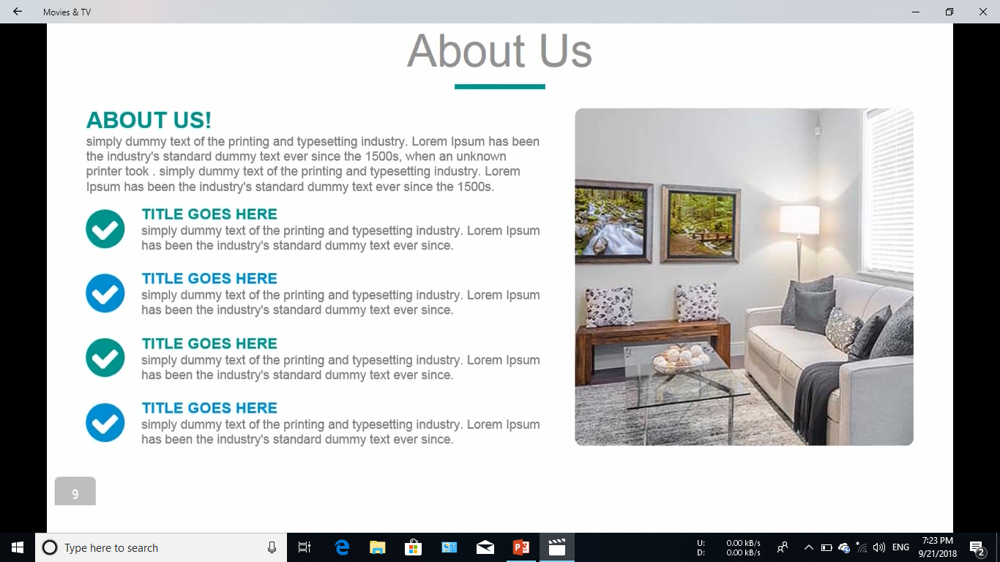 Movies & TV
About Us
ABOUT US!
simply dummy text of the printing and typesetting industry. Lorem Ipsum has been
the industry's standard dummy text ever since the 1500s, when an unknown
printer took . simply dummy text of the printing and typesetting industry. Lorem
Ipsum has been the industry's standard dummy text ever since the 1500s.
TITLE GOES HERE
simply dummy text of the printing and typesetting industry. Lorem Ipsum
has been the industry's standard dummy text ever since.
TITLE GOES HERE
simply dummy text of the printing and typesetting industry. Lorem Ipsum
has been the industry's standard dummy text ever since.
TITLE GOES HERE
simply dummy text of the printing and typesetting industry. Lorem Ipsum
has been the industry's standard dummy text ever since.
TITLE GOES HERE
simply dummy text of the printing and typesetting industry. Lorem Ipsum
has been the industry's standard dummy text ever since.
9
Type here to search
U: 0.00 kB/s
D: 0.00 kB/s
ENG
7:23 PM
9/21/2018
2